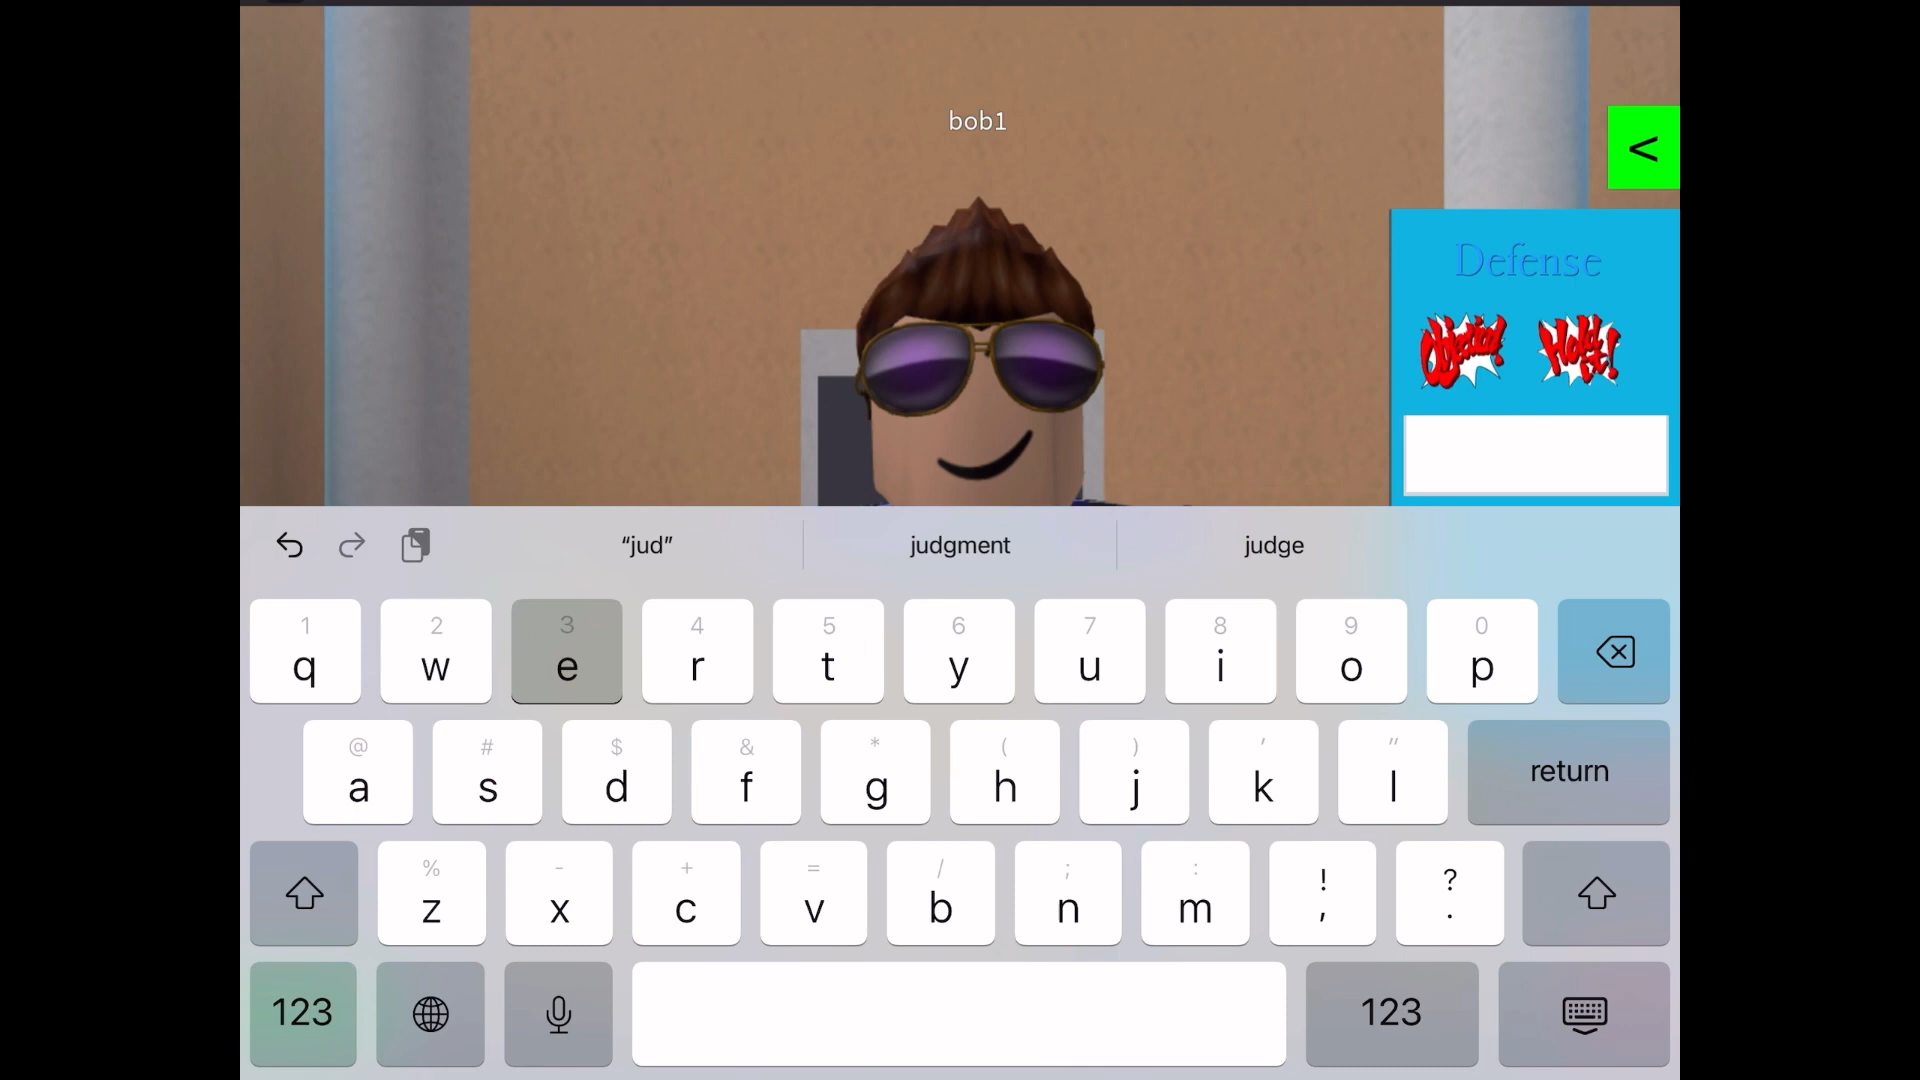 bob1
<
Defense
Objection!
Hold it!
“jud” judgment judge
1 2 3 4 5 6 7 8 9 0
q w e r t y u i o p
@ # $ & * ( ) ' "
a s d f g h j k l return
% - + = / ; : ! ?
z x c v b n m , .
123 123